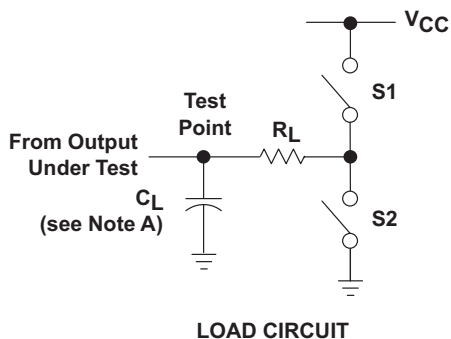 VCC
S1
Test
Point
RL
From Output
Under Test
CL
(see Note A)
S2
LOAD CIRCUIT